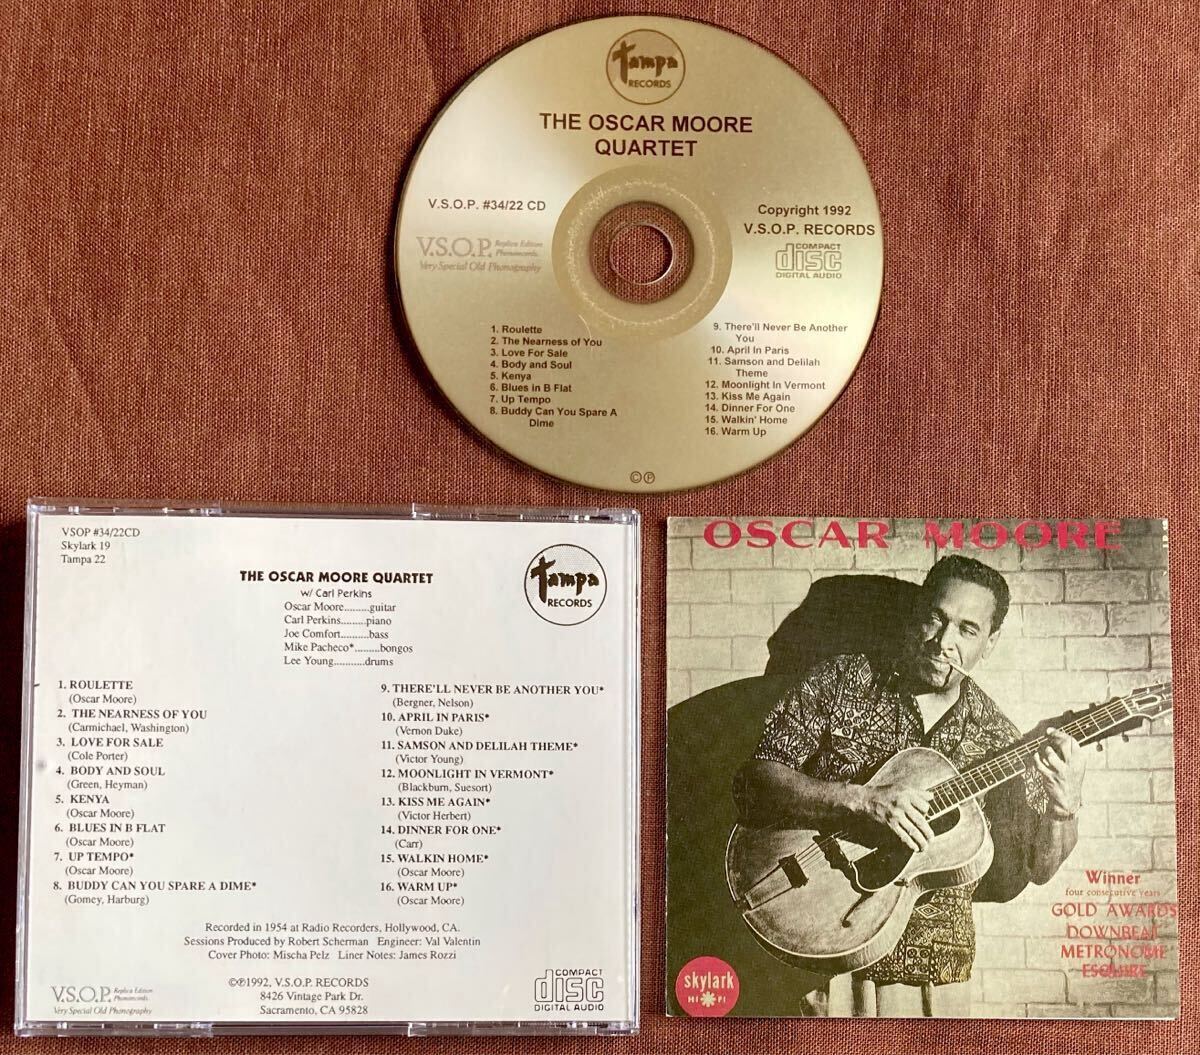 Tampa
RECORDS
THE OSCAR MOORE
QUARTET
V.S.O.P. #34/22 CD
Copyright 1992
V.S.O.P. RECORDS
V.S.O.P. Replica Edition
Phonorecords.
Very Special Old Phonography
COMPACT
disc
DIGITAL AUDIO
1. Roulette
2. The Nearness of You
3. Love For Sale
4. Body and Soul
5. Kenya
6. Blues in B Flat
7. Up Tempo
8. Buddy Can You Spare A
Dime
9. There'll Never Be Another
You
10. April In Paris
11. Samson and Delilah
Theme
12. Moonlight In Vermont
13. Kiss Me Again
14. Dinner For One
15. Walkin' Home
16. Warm Up
©℗
VSOP #34/22CD
Skylark 19
Tampa 22
Tampa
RECORDS
THE OSCAR MOORE QUARTET
w/ Carl Perkins
Oscar Moore.........guitar
Carl Perkins.........piano
Joe Comfort..........bass
Mike Pacheco*.........bongos
Lee Young...........drums
1. ROULETTE
(Oscar Moore)
2. THE NEARNESS OF YOU
(Carmichael, Washington)
3. LOVE FOR SALE
(Cole Porter)
4. BODY AND SOUL
(Green, Heyman)
5. KENYA
(Oscar Moore)
6. BLUES IN B FLAT
(Oscar Moore)
7. UP TEMPO*
(Oscar Moore)
8. BUDDY CAN YOU SPARE A DIME*
(Gorney, Harburg)
9. THERE'LL NEVER BE ANOTHER YOU*
(Bergner, Nelson)
10. APRIL IN PARIS*
(Vernon Duke)
11. SAMSON AND DELILAH THEME*
(Victor Young)
12. MOONLIGHT IN VERMONT*
(Blackburn, Suesort)
13. KISS ME AGAIN*
(Victor Herbert)
14. DINNER FOR ONE*
(Carr)
15. WALKIN HOME*
(Oscar Moore)
16. WARM UP*
(Oscar Moore)
Recorded in 1954 at Radio Recorders, Hollywood, CA.
Sessions Produced by Robert Scherman Engineer: Val Valentin
Cover Photo: Mischa Pelz Liner Notes: James Rozzi
©℗1992, V.S.O.P. RECORDS
8426 Vintage Park Dr.
Sacramento, CA 95828
V.S.O.P. Replica Edition
Phonorecords.
Very Special Old Phonography
COMPACT
disc
DIGITAL AUDIO
OSCAR MOORE
Winner
four consecutive years
GOLD AWARDS
DOWNBEAT
METRONOME
ESQUIRE
skylark
HI FI